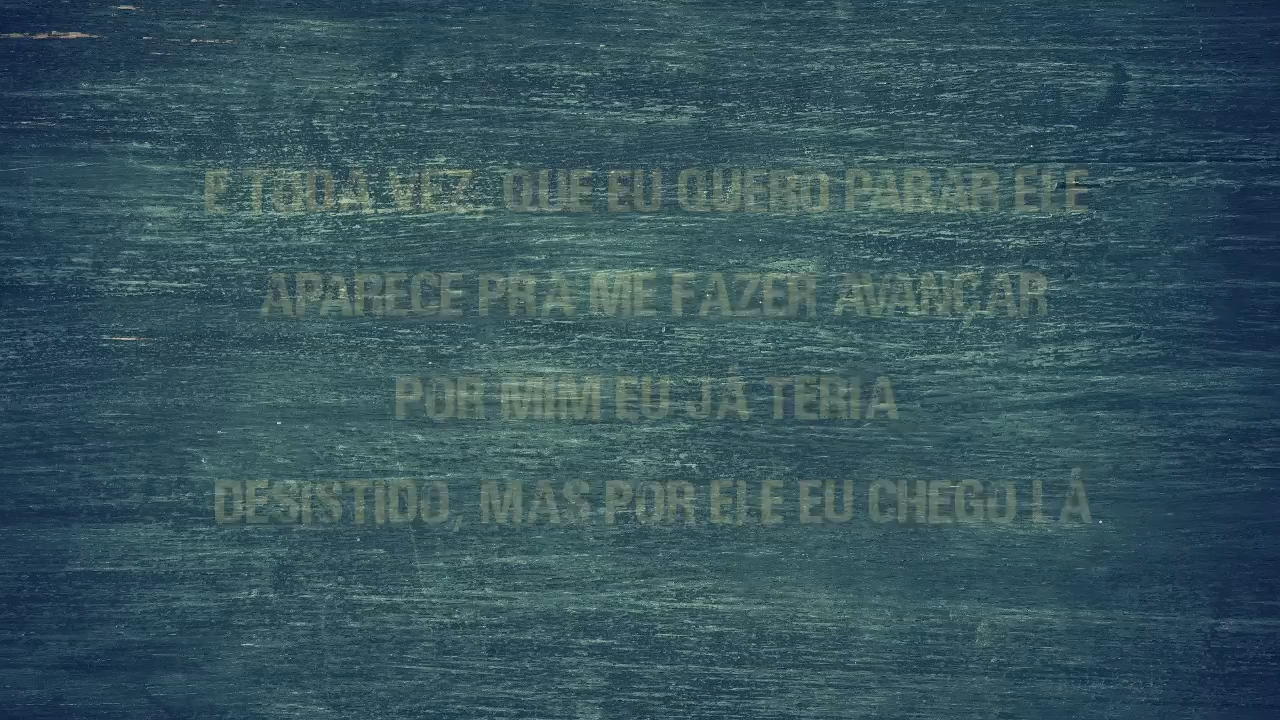 E TODA VEZ QUE EU QUERO PARAR ELE
APARECE PRA ME FAZER AVANÇAR
POR MIM EU JÁ TERIA
DESISTIDO, MAS POR ELE EU CHEGO LÁ